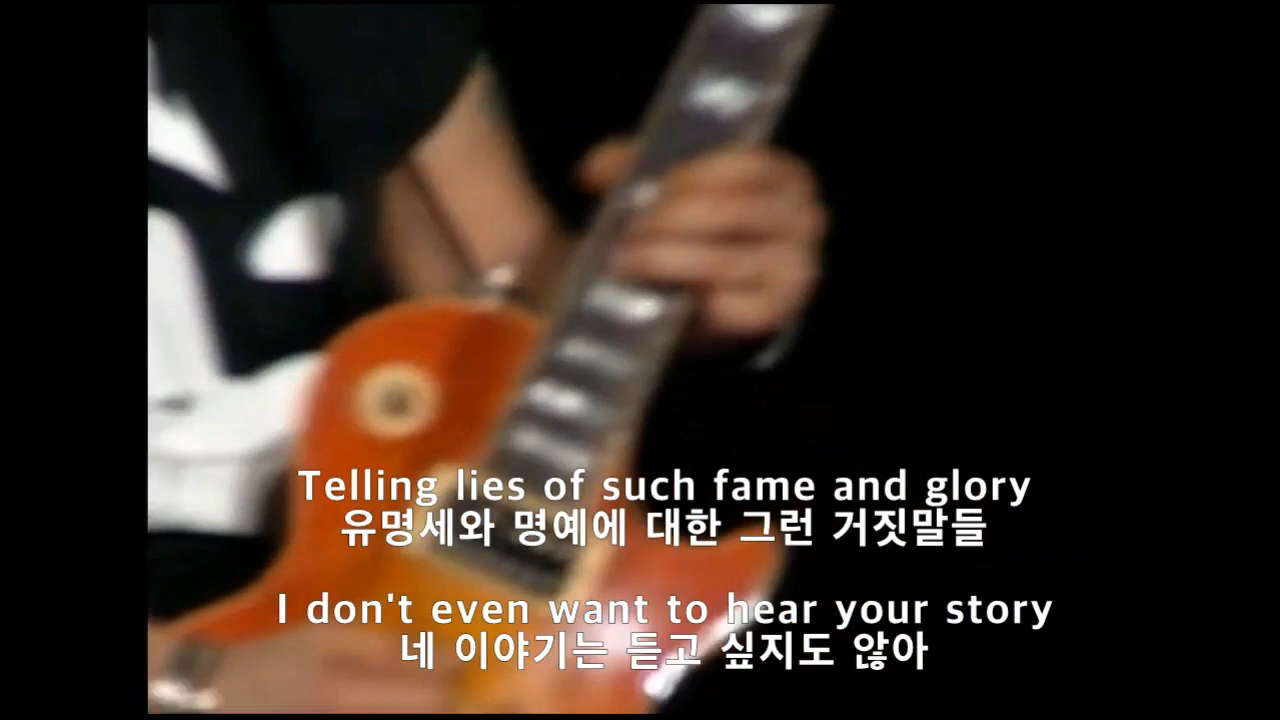 Telling lies of such fame and glory
유명세와 명예에 대한 그런 거짓말들
I don't even want to hear your story
네 이야기는 듣고 싶지도 않아